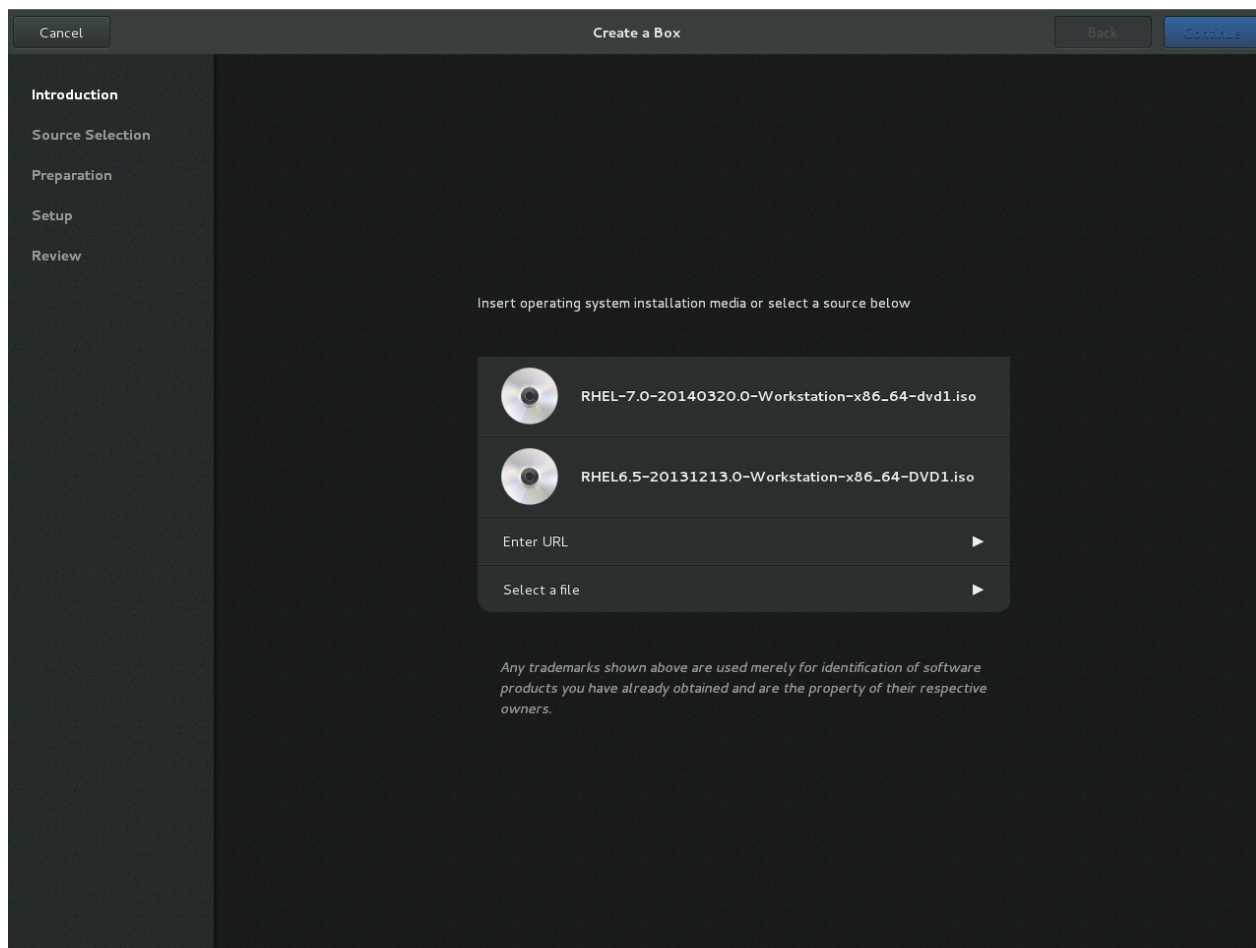 Cancel
Create a Box
Back
Continue
Introduction
Source Selection
Preparation
Setup
Review
Insert operating system installation media or select a source below
RHEL-7.0-20140320.0-Workstation-x86_64-dvd1.iso
RHEL6.5-20131213.0-Workstation-x86_64-DVD1.iso
Enter URL
Select a file
Any trademarks shown above are used merely for identification of software
products you have already obtained and are the property of their respective
owners.